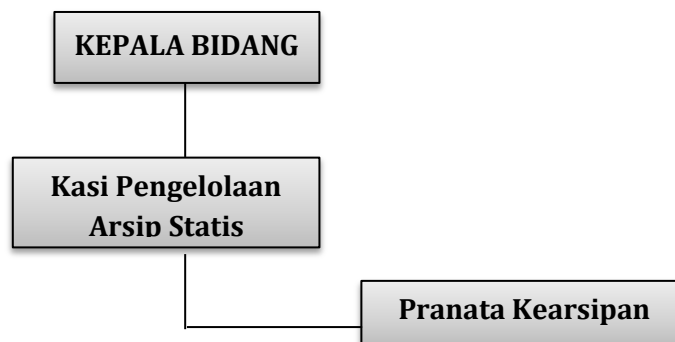 KEPALA BIDANG
Kasi Pengelolaan
Arsip Statis
Pranata Kearsipan